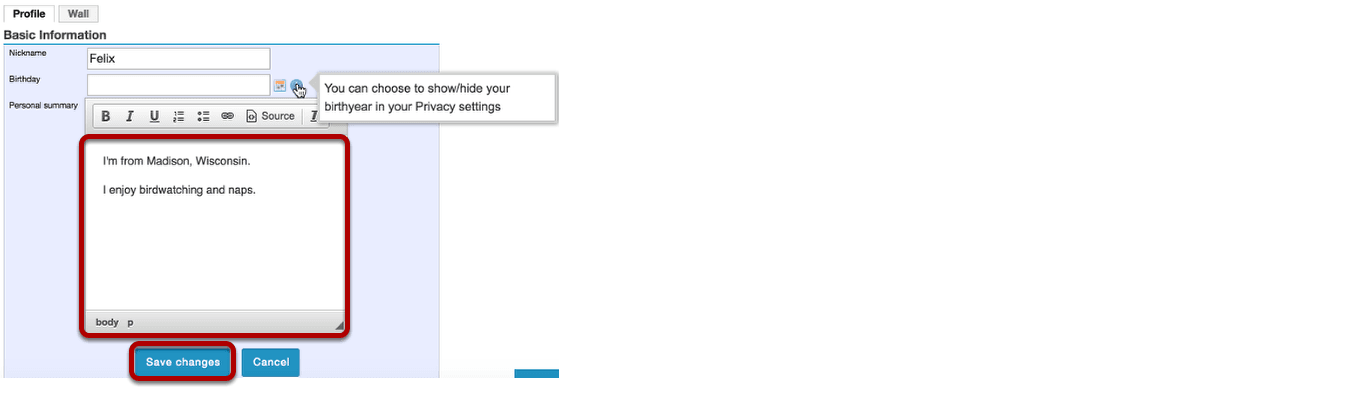 Profile Wall
Basic Information
Nickname Felix
Birthday
You can choose to show/hide your
birthyear in your Privacy settings
Personal summary
B I U Source I
I'm from Madison, Wisconsin.
I enjoy birdwatching and naps.
body p
Save changes Cancel